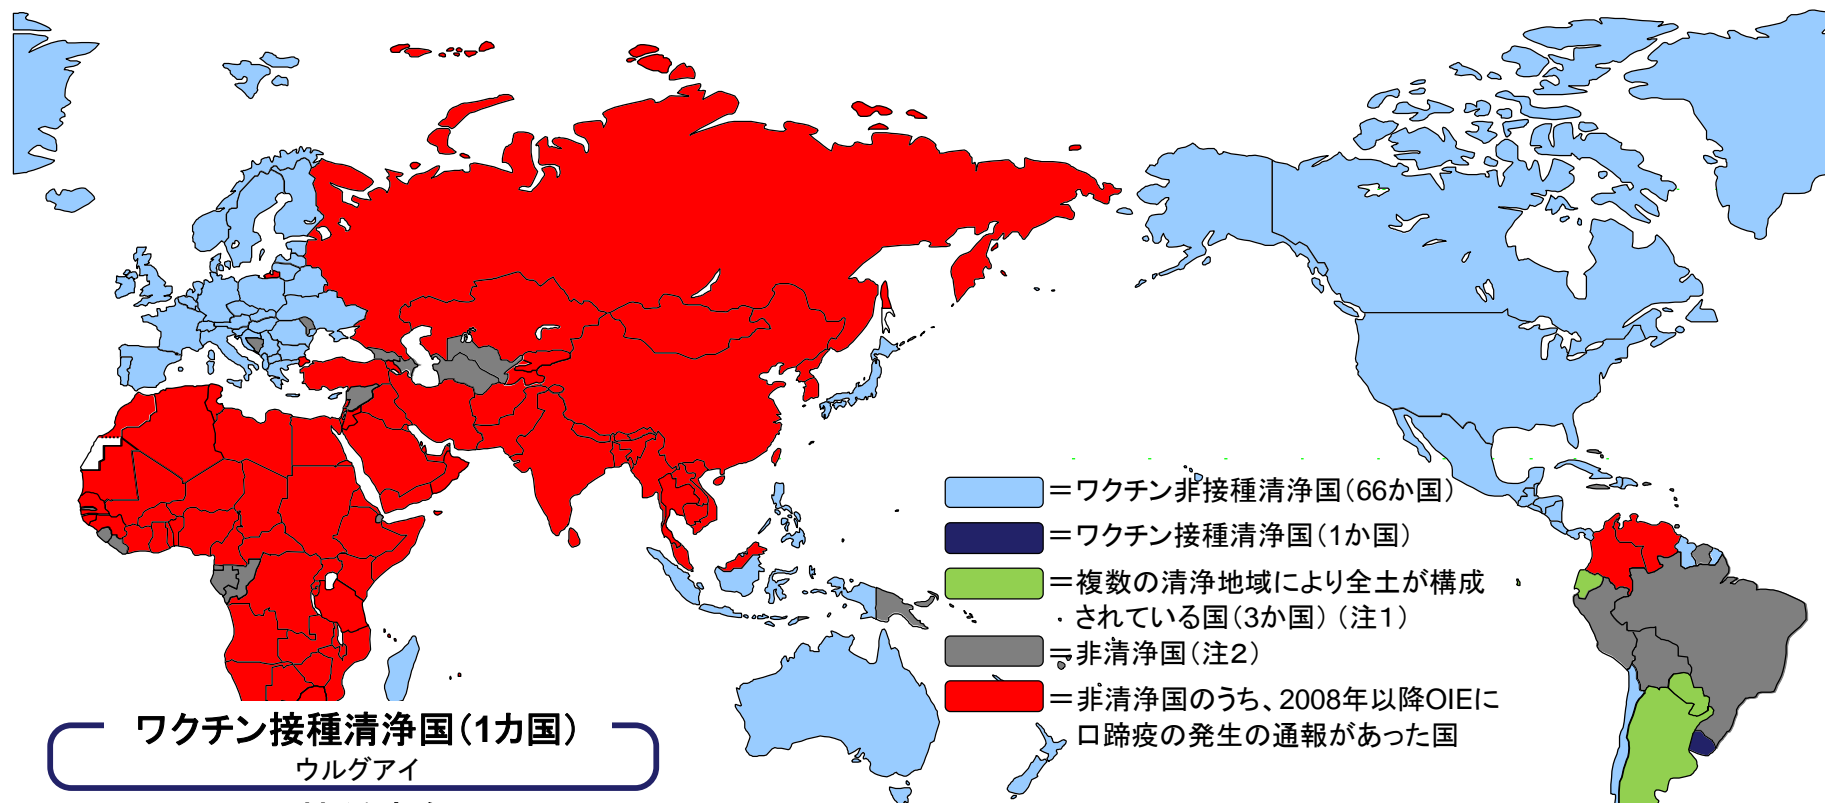 ＝ワクチン非接種清浄国（66か国）
＝ワクチン接種清浄国（1か国）
＝複数の清浄地域により全土が構成
されている国（3か国）（注１）
＝非清浄国（注２）
＝非清浄国のうち、2008年以降OIEに
口蹄疫の発生の通報があった国
ワクチン接種清浄国（1カ国）
ウルグアイ